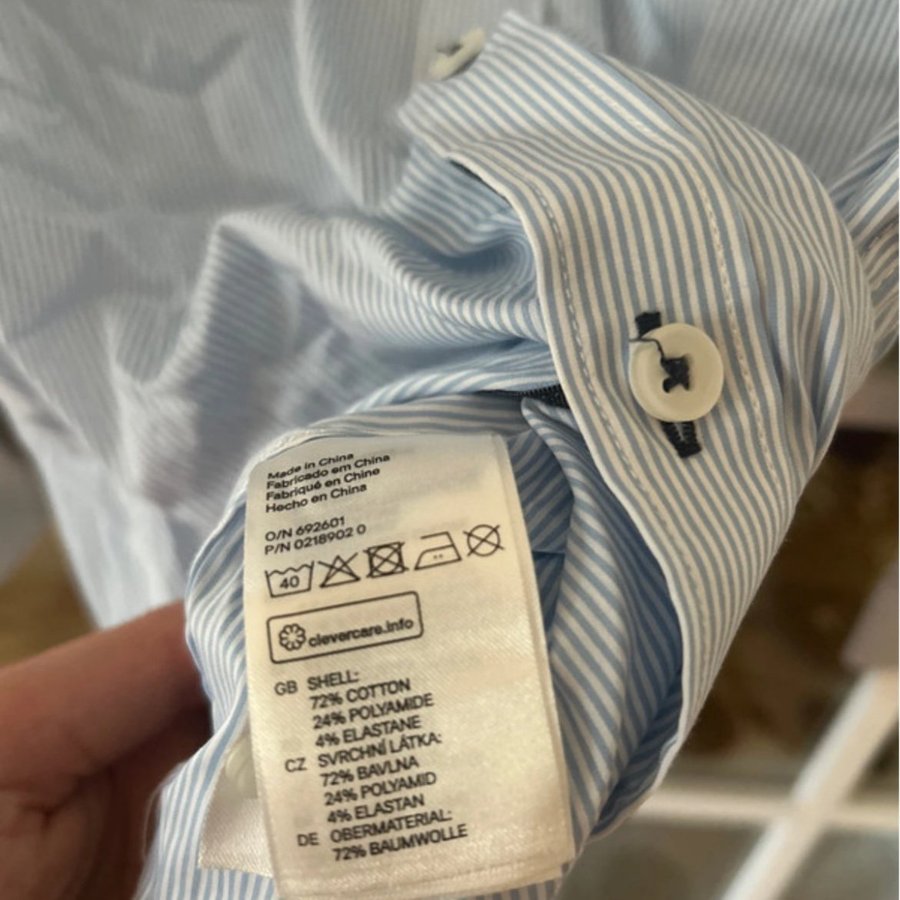 Made in China
Fabricado em China
Fabriqué en Chine
Hecho en China
O/N 692601
P/N 0218902 0
40
clevercare.info
GB SHELL:
72% COTTON
24% POLYAMIDE
4% ELASTANE
CZ SVRCHNÍ LÁTKA:
72% BAVLNA
24% POLYAMID
4% ELASTAN
DE OBERMATERIAL:
72% BAUMWOLLE